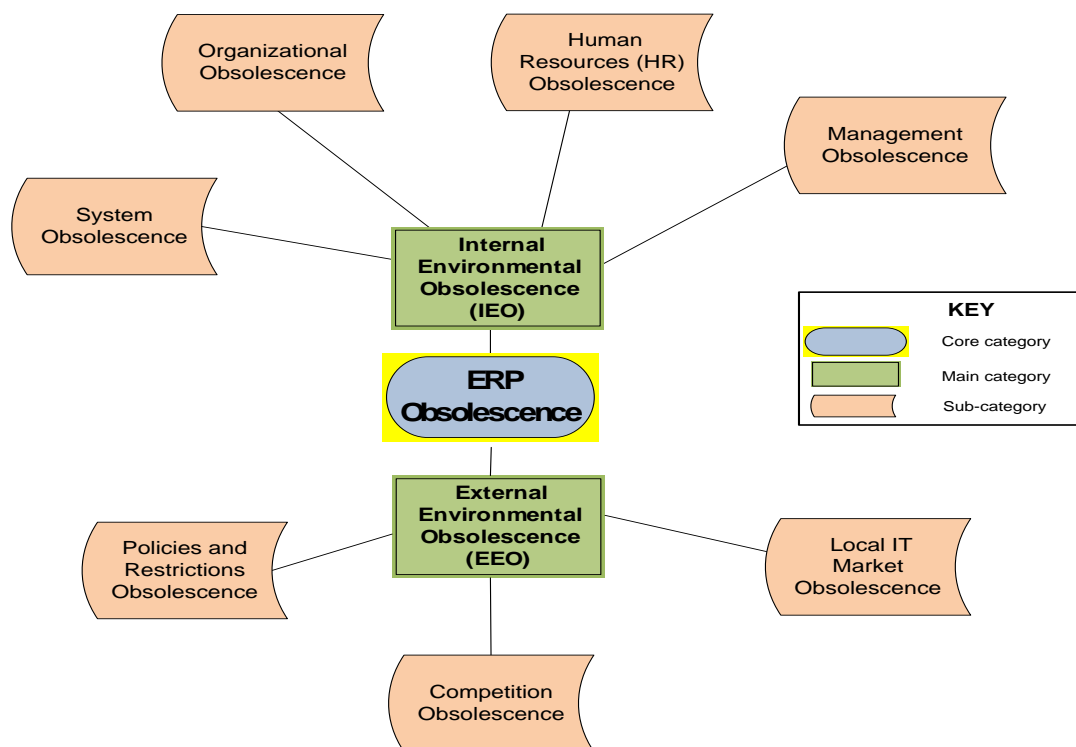 Organizational
Obsolescence
Human
Resources (HR)
Obsolescence
Management
Obsolescence
System
Obsolescence
Internal
Environmental
Obsolescence
(IEO)
KEY
Core category
Main category
Sub-category
ERP
Obsolescence
External
Environmental
Obsolescence
(EEO)
Policies and
Restrictions
Obsolescence
Local IT
Market
Obsolescence
Competition
Obsolescence